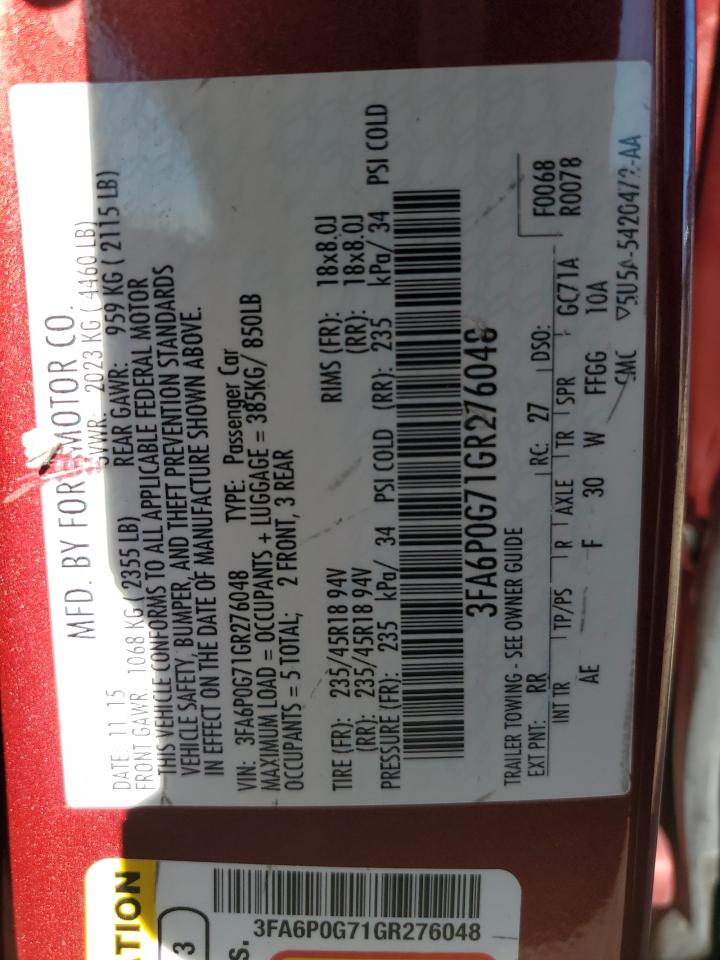 MFD. BY FORD MOTOR CO.
DATE: 11 15 GVWR: 2023 KG ( 4460 LB)
FRONT GAWR: 1068 KG ( 2355 LB) REAR GAWR: 959 KG ( 2115 LB)
THIS VEHICLE CONFORMS TO ALL APPLICABLE FEDERAL MOTOR
VEHICLE SAFETY, BUMPER, AND THEFT PREVENTION STANDARDS
IN EFFECT ON THE DATE OF MANUFACTURE SHOWN ABOVE.
VIN: 3FA6P0G71GR276048 TYPE: Passenger Car
MAXIMUM LOAD = OCCUPANTS + LUGGAGE = 385KG/ 850LB
OCCUPANTS = 5 TOTAL; 2 FRONT, 3 REAR
TIRE (FR): 235/45R18 94V RIMS (FR): 18x8.0J
(RR): 235/45R18 94V (RR): 18x8.0J
PRESSURE (FR): 235 kPa/ 34 PSI COLD (RR): 235 kPa/ 34 PSI COLD
3FA6P0G71GR276048
TRAILER TOWING - SEE OWNER GUIDE F0068
EXT PNT: RR RC: 27 DSO: R0078
INT TR TP/PS R AXLE TR SPR GC71A
AE F 30 W FFGG 10A
ATION
3
S.
3FA6P0G71GR276048